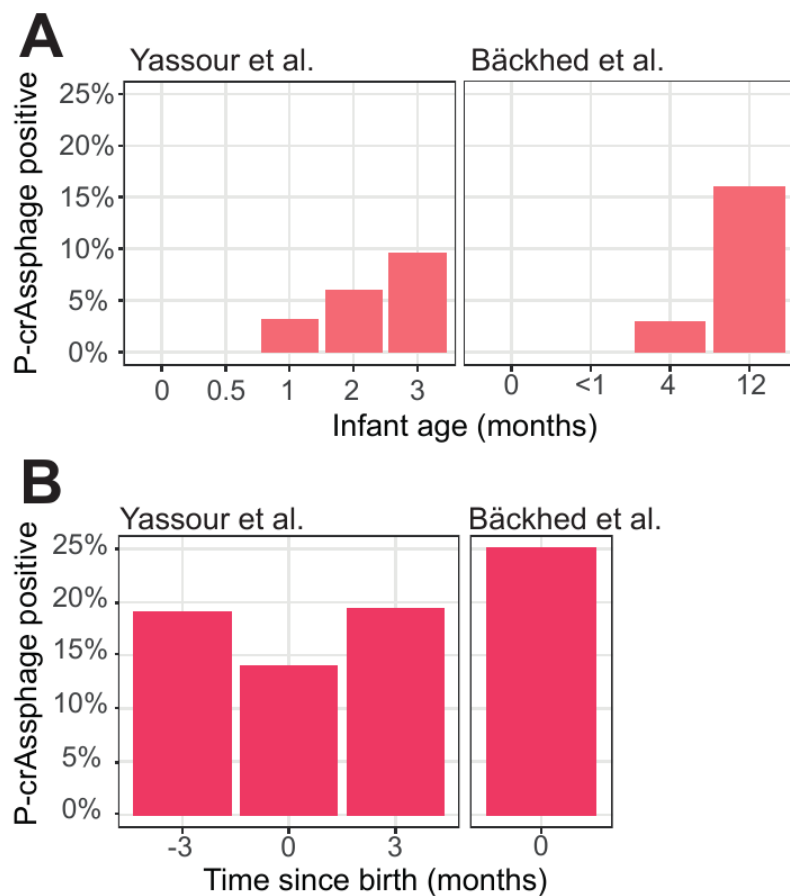 A
Yassour et al.
Bäckhed et al.
P-crAssphage positive
25%
20%
15%
10%
5%
0%
0 0.5 1 2 3
0 <1 4 12
Infant age (months)
B
Yassour et al.
Bäckhed et al.
P-crAssphage positive
25%
20%
15%
10%
5%
0%
-3 0 3
0
Time since birth (months)